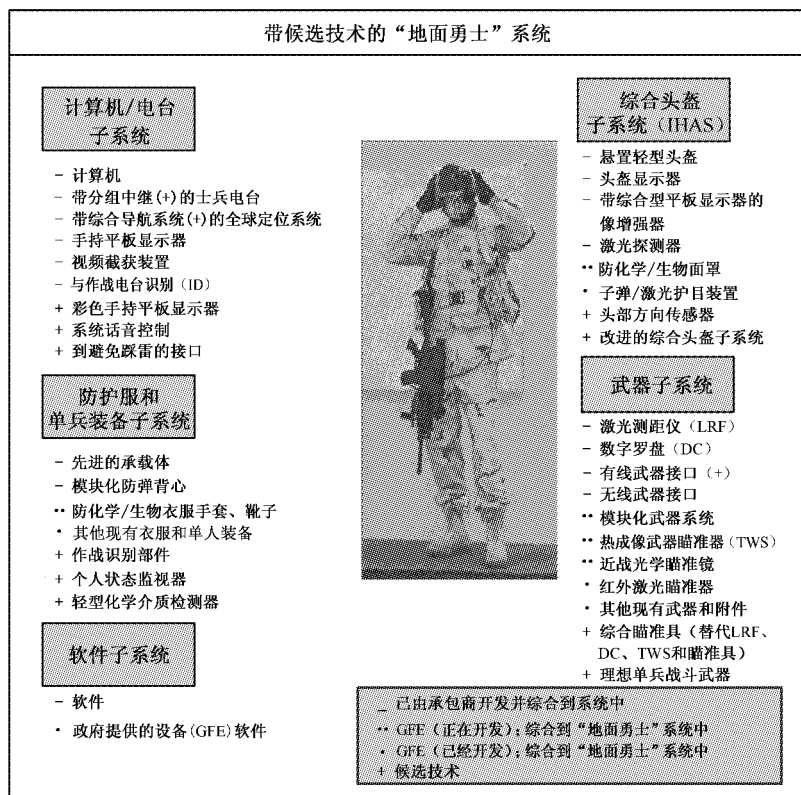 带候选技术的“地面勇士”系统
计算机/电台
子系统
- 计算机
- 带分组中继(+)的士兵电台
- 带综合导航系统(+)的全球定位系统
- 手持平板显示器
- 视频截获装置
- 与作战电台识别(ID)
+ 彩色手持平板显示器
+ 系统话音控制
+ 到避免踩雷的接口
防护服和
单兵装备子系统
- 先进的承载体
- 模块化防弹背心
•• 防化学/生物衣服手套、靴子
• 其他现有衣服和单人装备
+ 作战识别部件
+ 个人状态监视器
+ 轻型化学介质检测器
软件子系统
- 软件
• 政府提供的设备(GFE)软件
综合头盔
子系统(IHAS)
- 悬置轻型头盔
- 头盔显示器
- 带综合型平板显示器的
像增强器
- 激光探测器
•• 防化学/生物面罩
• 子弹/激光护目装置
+ 头部方向传感器
+ 改进的综合头盔子系统
武器子系统
- 激光测距仪(LRF)
- 数字罗盘(DC)
- 有线武器接口(+)
- 无线武器接口
•• 模块化武器系统
•• 热成像武器瞄准器(TWS)
•• 近战光学瞄准镜
• 红外激光瞄准器
• 其他现有武器和附件
+ 综合瞄准具(替代LRF、
DC、TWS和瞄准具)
+ 理想单兵战斗武器
_ 已由承包商开发并综合到系统中
•• GFE(正在开发);综合到“地面勇士”系统中
• GFE(已经开发);综合到“地面勇士”系统中
+ 候选技术